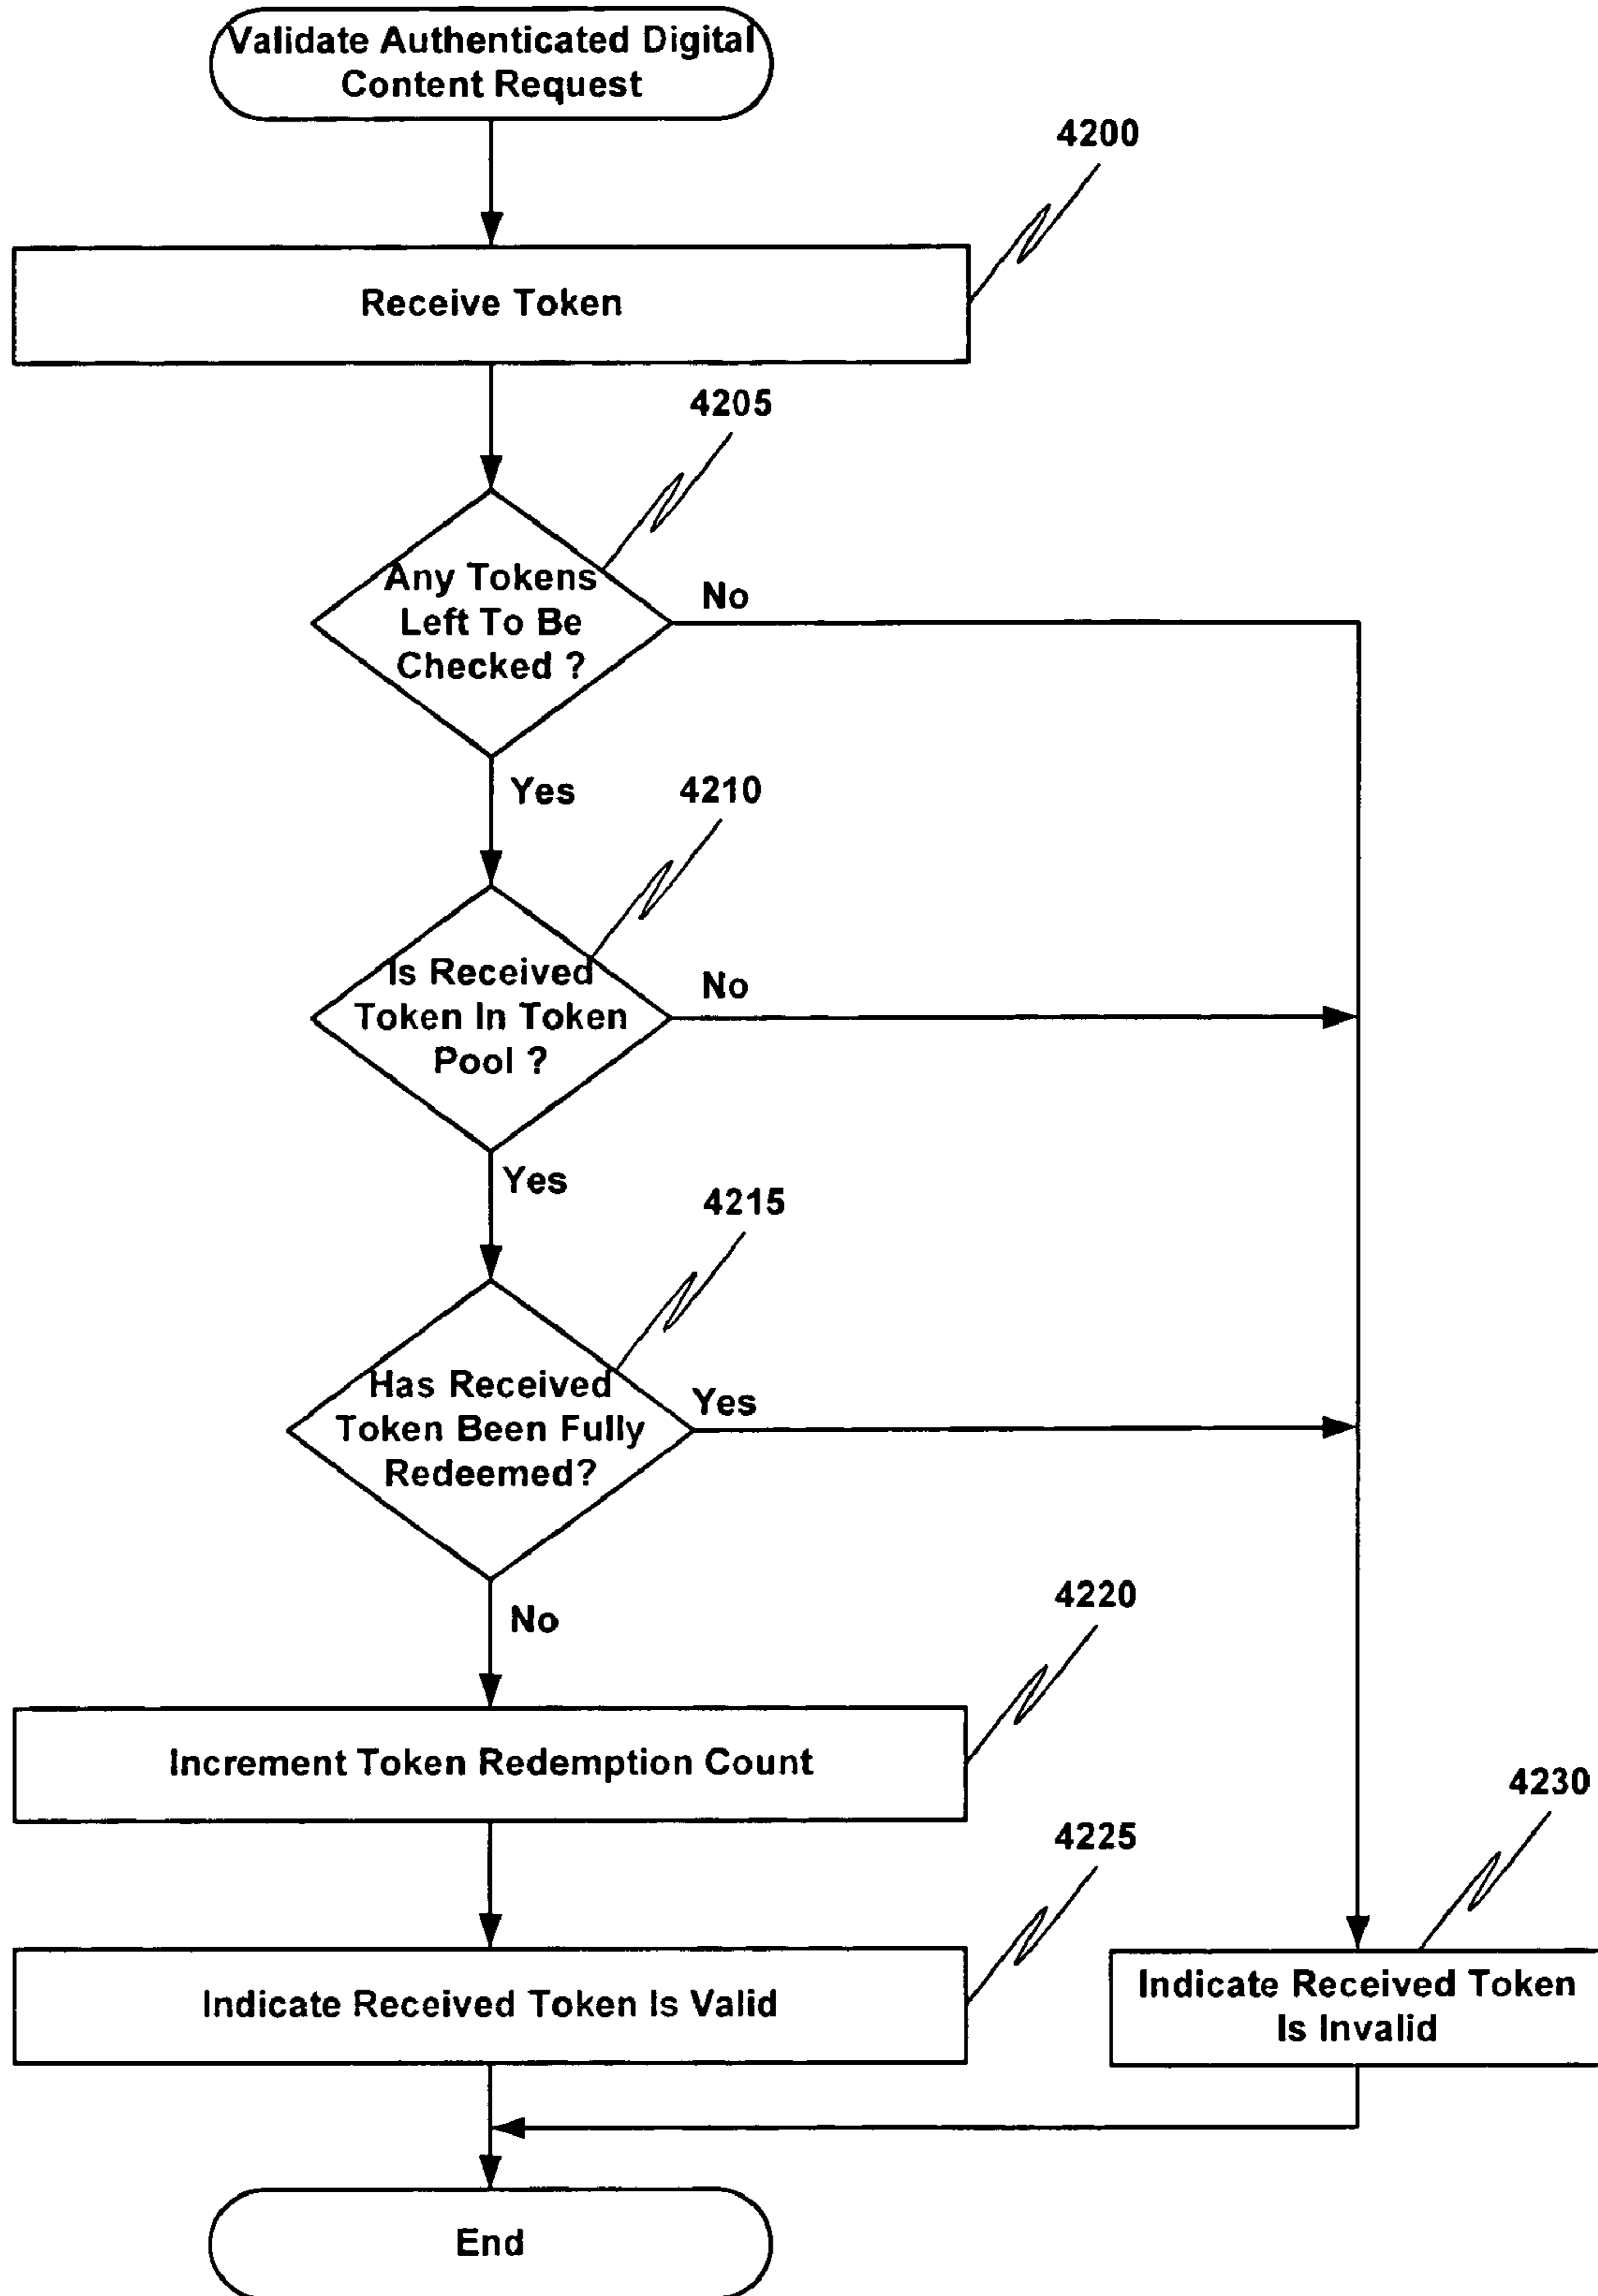 Validate Authenticated Digital
Content Request
4200
Receive Token
4205
Any Tokens
Left To Be
Checked ?
No
Yes
4210
Is Received
Token In Token
Pool ?
No
Yes
4215
Has Received
Token Been Fully
Redeemed?
Yes
No
4220
Increment Token Redemption Count
4225
Indicate Received Token Is Valid
4230
Indicate Received Token
Is Invalid
End